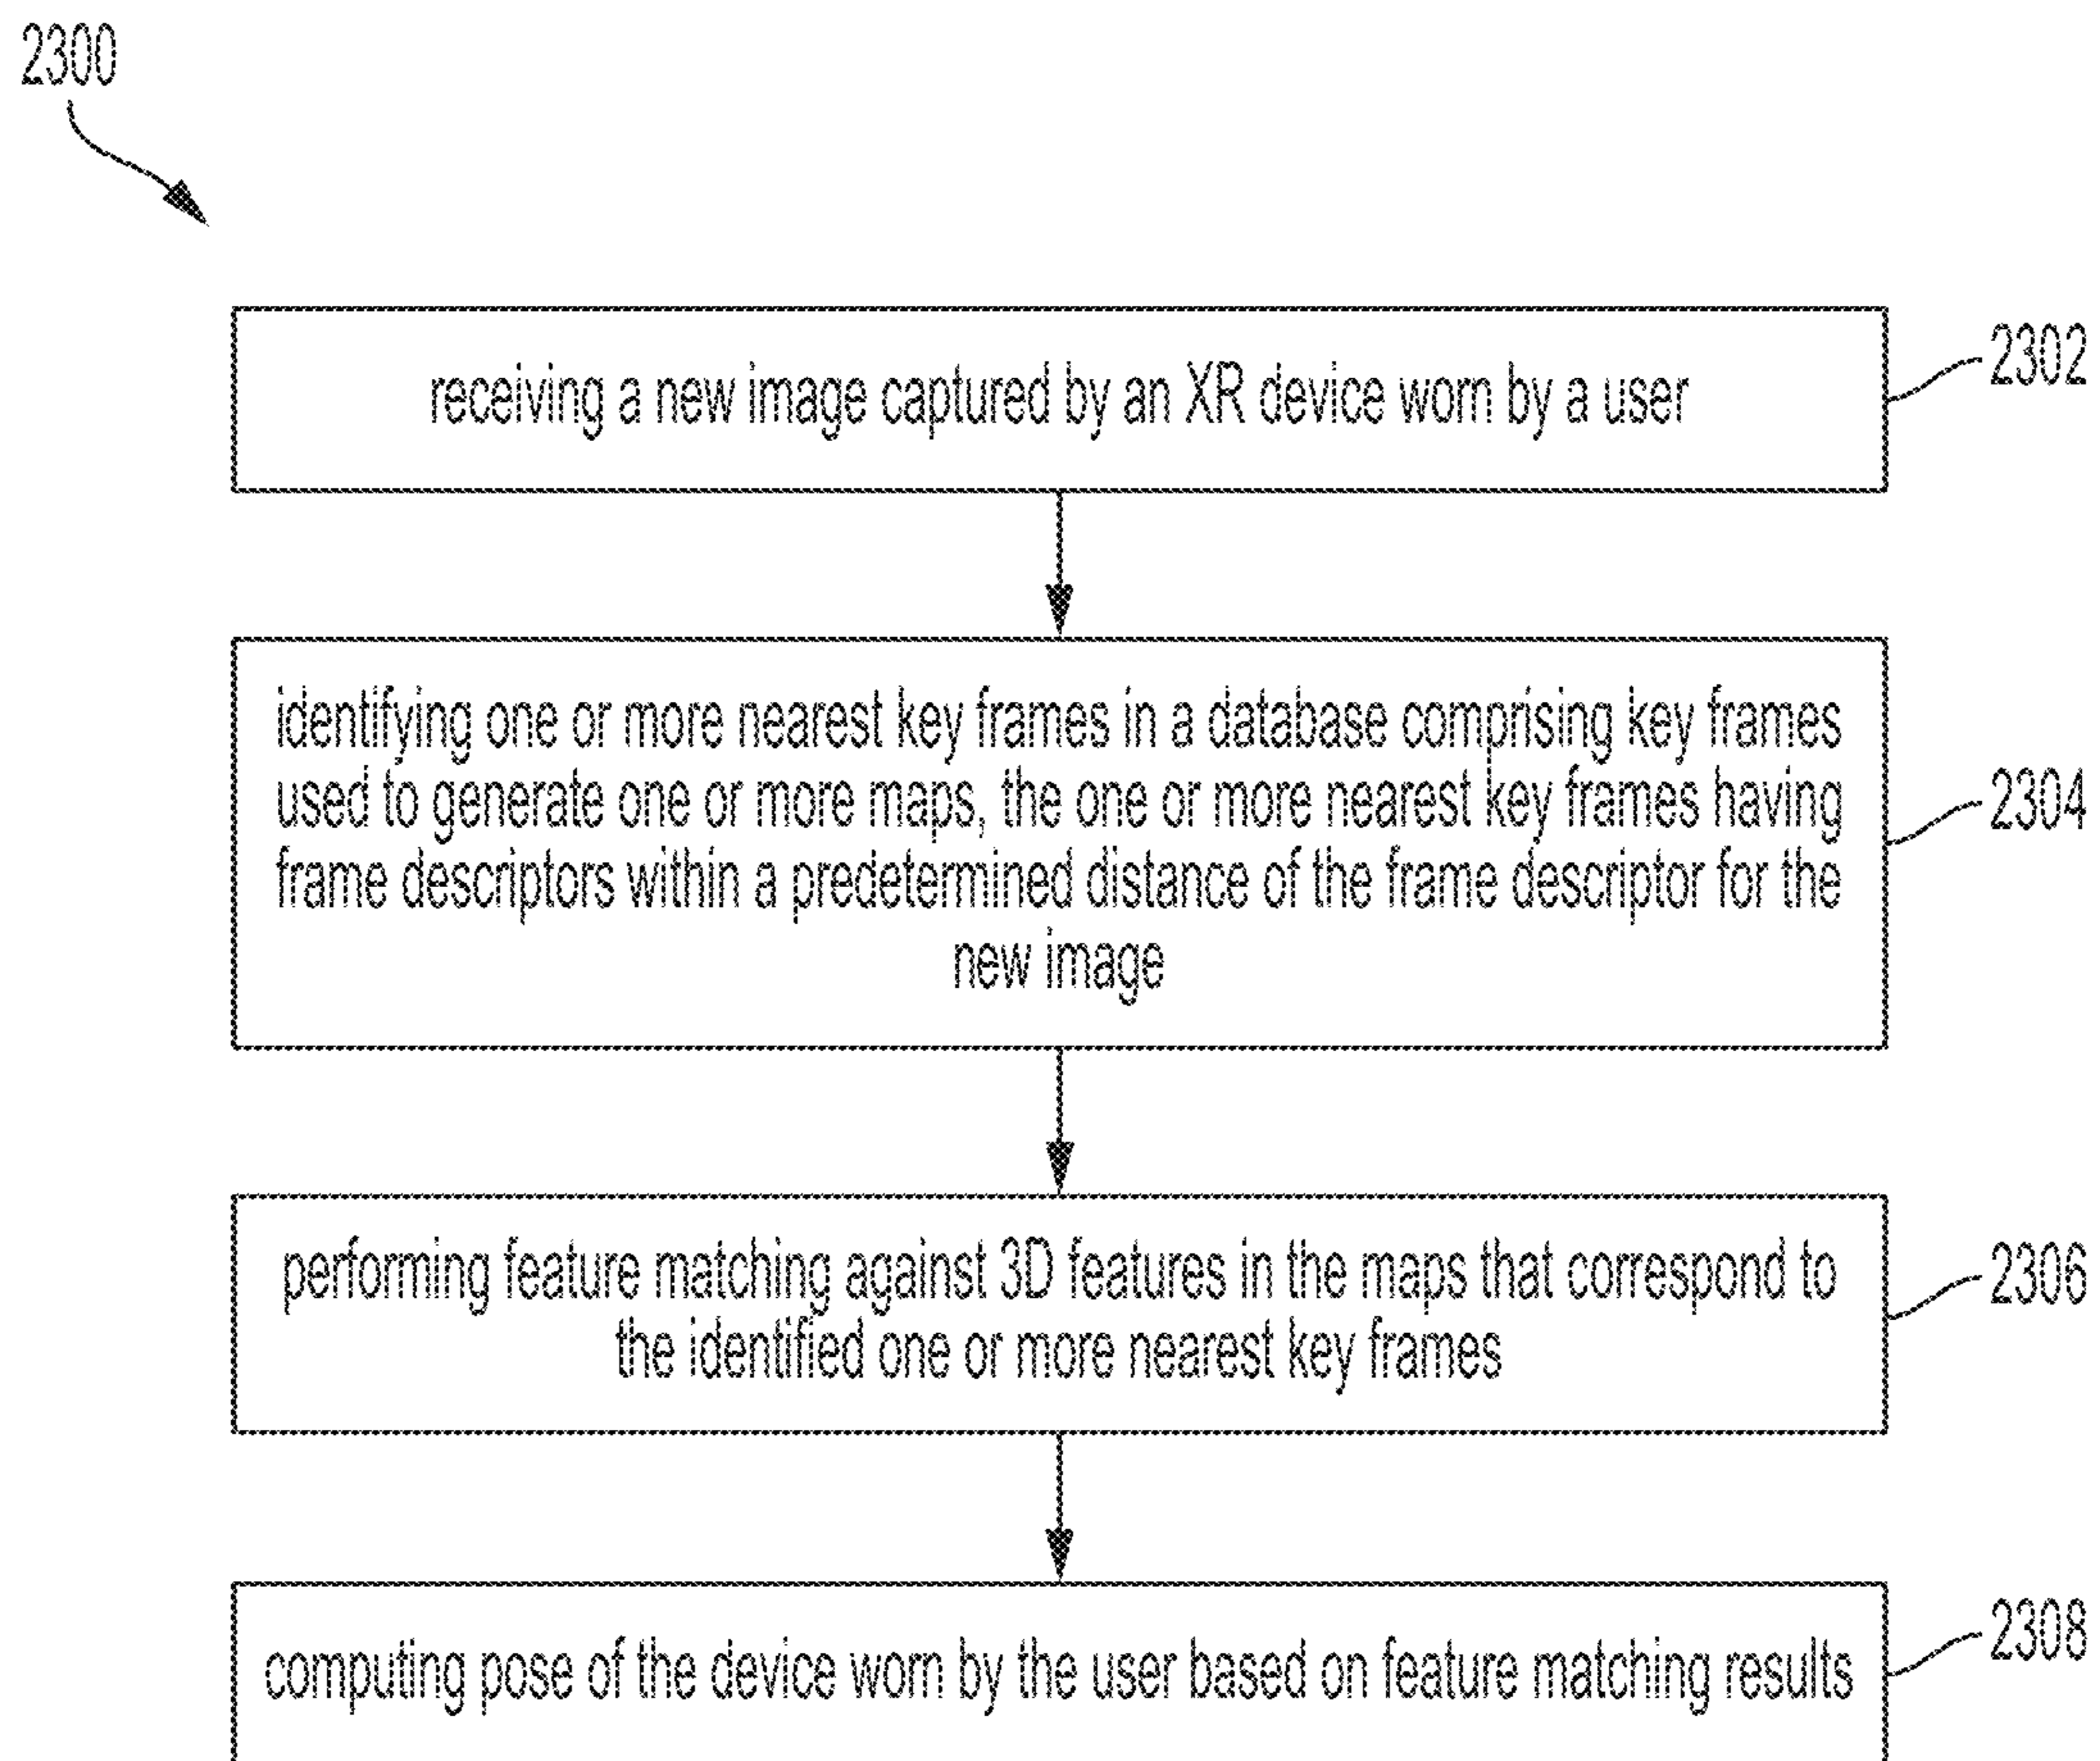 2300
receiving a new image captured by an XR device worn by a user
2302
identifying one or more nearest key frames in a database comprising key frames
used to generate one or more maps, the one or more nearest key frames having
frame descriptors within a predetermined distance of the frame descriptor for the
new image
2304
performing feature matching against 3D features in the maps that correspond to
the identified one or more nearest key frames
2306
computing pose of the device worn by the user based on feature matching results
2308